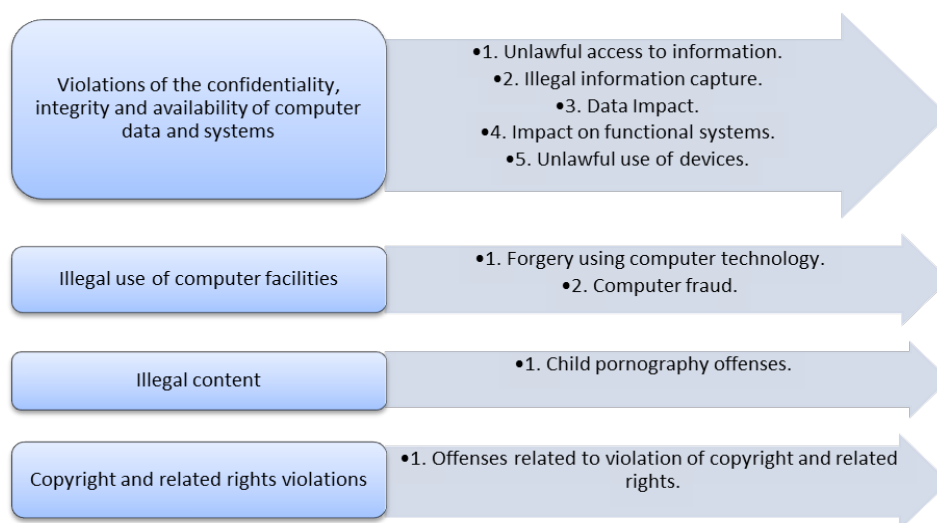 Violations of the confidentiality,
integrity and availability of computer
data and systems
•1. Unlawful access to information.
•2. Illegal information capture.
•3. Data Impact.
•4. Impact on functional systems.
•5. Unlawful use of devices.
Illegal use of computer facilities
•1. Forgery using computer technology.
•2. Computer fraud.
Illegal content
•1. Child pornography offenses.
Copyright and related rights violations
•1. Offenses related to violation of copyright and related
rights.